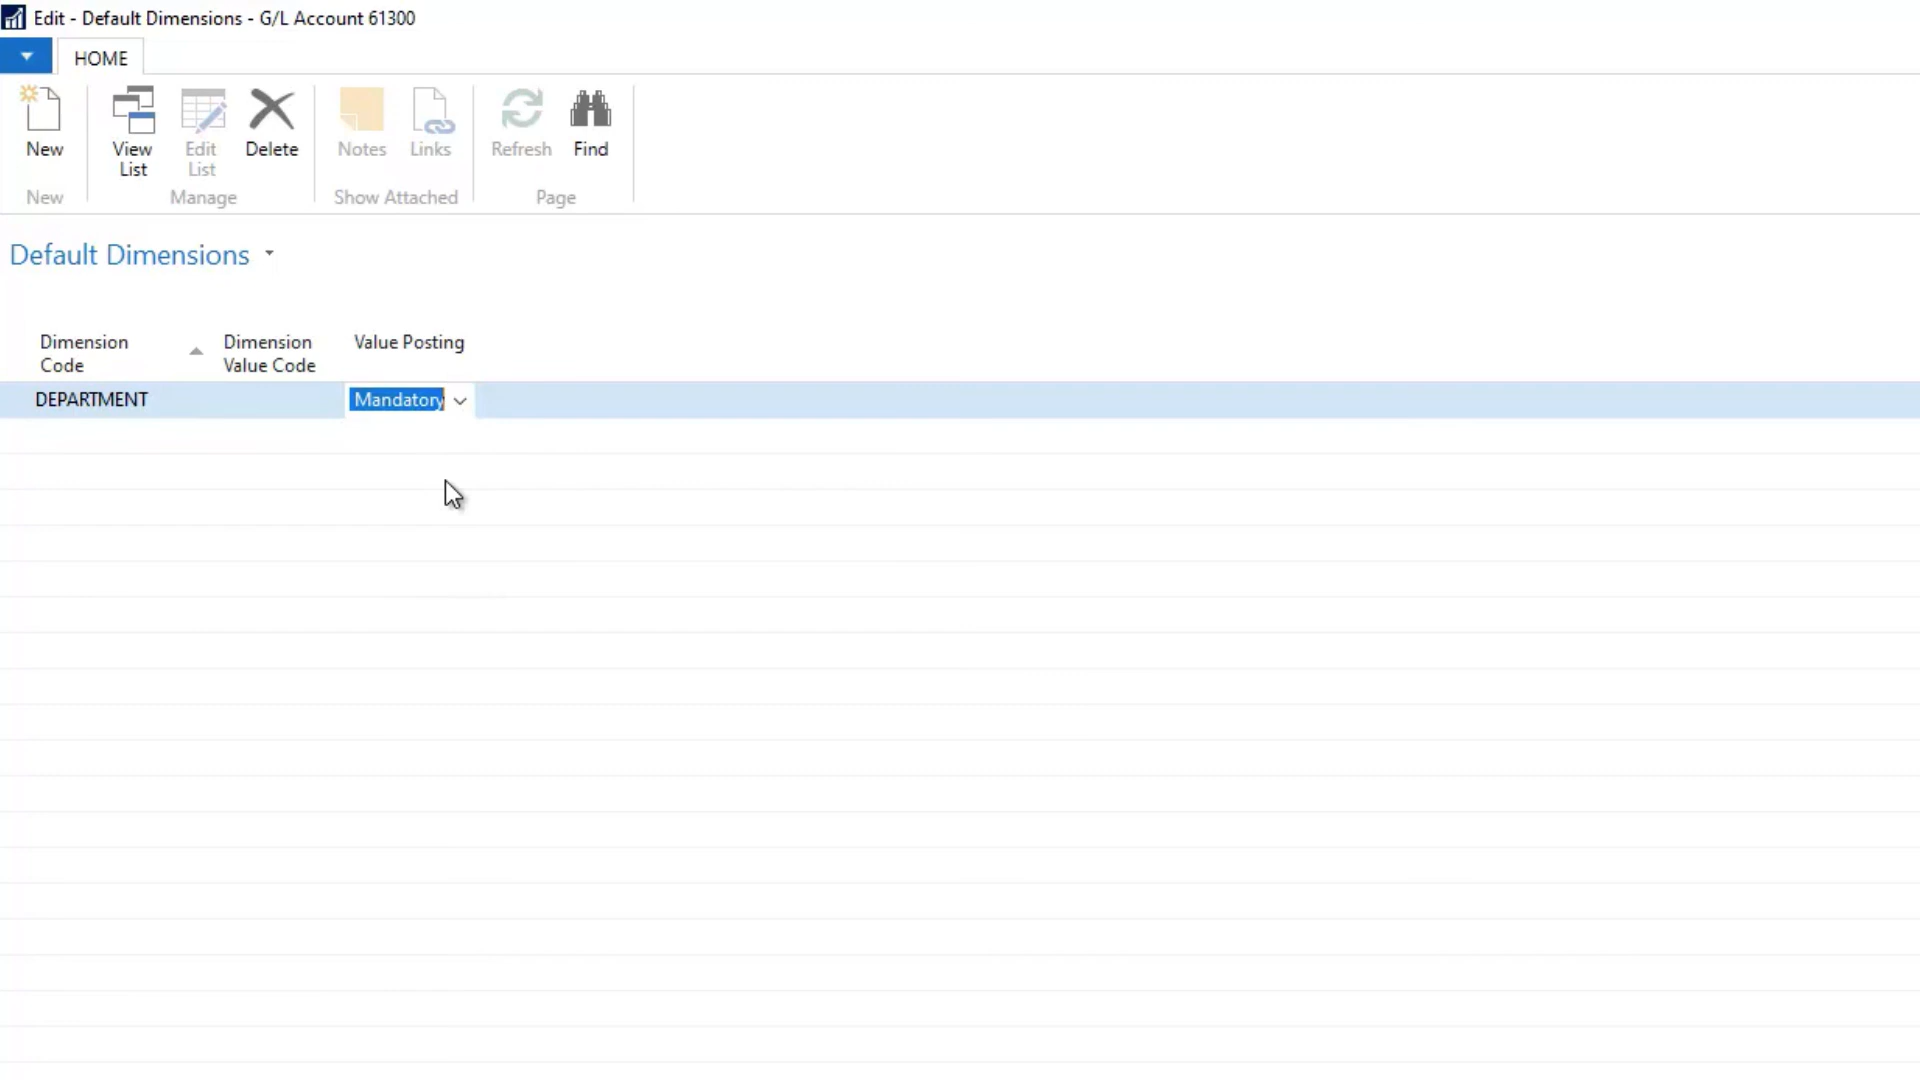 Edit - Default Dimensions - G/L Account 61300
HOME
New
View List
Edit List
Delete
Notes
Links
Refresh
Find
New
Manage
Show Attached
Page
Default Dimensions
Dimension Code
Dimension Value Code
Value Posting
DEPARTMENT
Mandatory